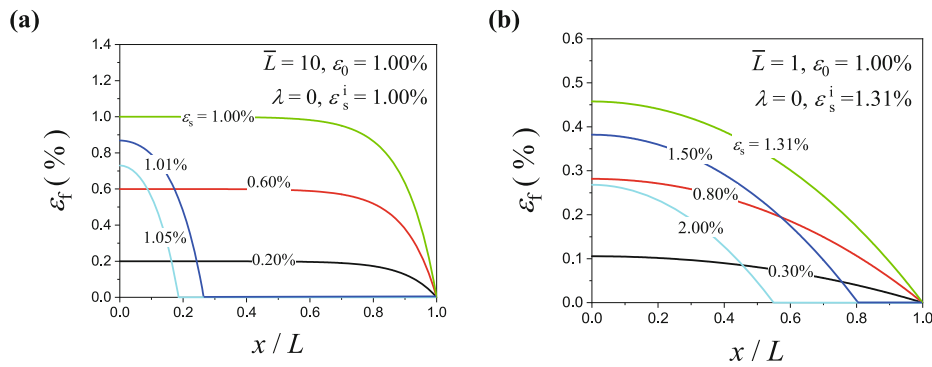 (a)
1.4
1.2
1.0
0.8
0.6
0.4
0.2
0.0
εf ( % )
L̅ = 10, ε0 = 1.00%
λ = 0, εsi = 1.00%
εs = 1.00%
1.01%
0.60%
1.05%
0.20%
0.0 0.2 0.4 0.6 0.8 1.0
x / L
(b)
0.6
0.5
0.3
0.2
0.1
0.0
εf ( % )
L̅ = 1, ε0 = 1.00%
λ = 0, εsi =1.31%
εs = 1.31%
1.50%
0.80%
2.00%
0.30%
0.0 0.2 0.4 0.6 0.8 1.0
x / L